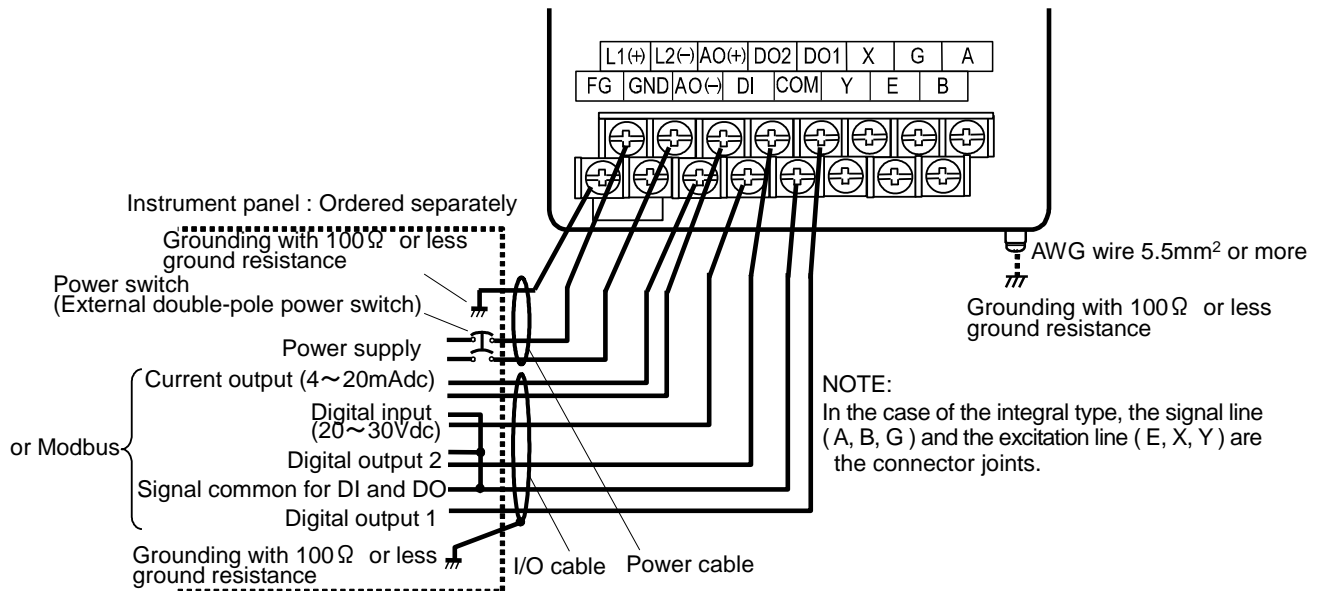 L1(+) L2(−) AO(+) DO2 DO1 X G A
FG GND AO(−) DI COM Y E B
Instrument panel : Ordered separately
Grounding with 100Ω or less
ground resistance
Power switch
(External double-pole power switch)
Power supply
Current output (4～20mAdc)
Digital input
(20～30Vdc)
or Modbus
Digital output 2
Signal common for DI and DO
Digital output 1
Grounding with 100Ω or less
ground resistance
I/O cable
Power cable
AWG wire 5.5mm² or more
Grounding with 100Ω or less
ground resistance
NOTE:
In the case of the integral type, the signal line
( A, B, G ) and the excitation line ( E, X, Y ) are
the connector joints.